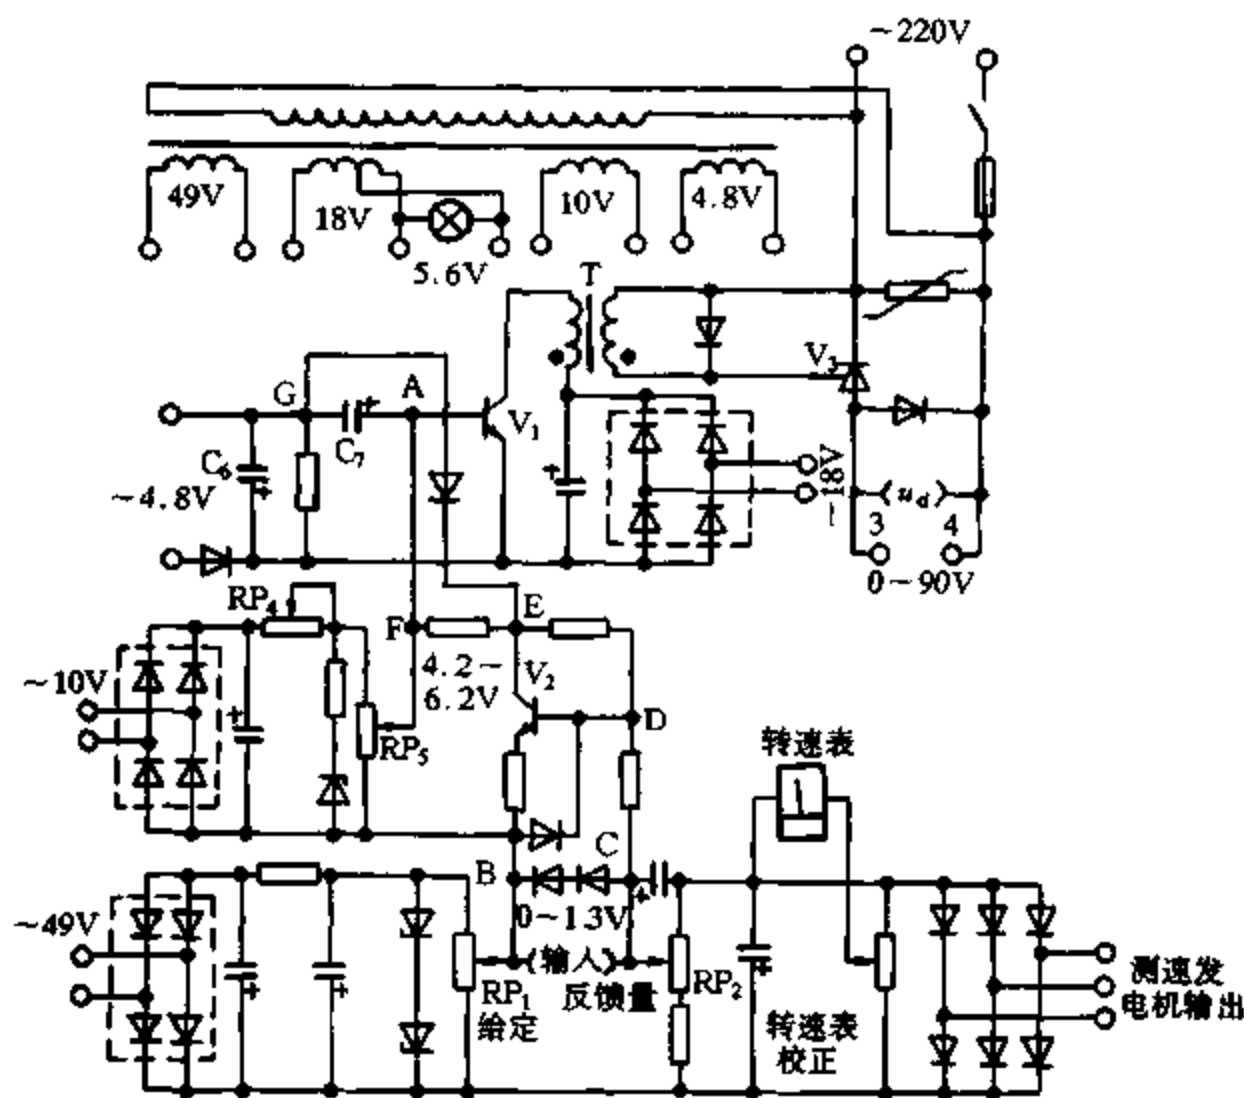 ~220V
49V
18V
10V
4.8V
5.6V
T
V₃
G
A
V₁
C₆
C₇
~4.8V
~18V
u_d
3
4
0~90V
RP₄
E
F
4.2~
6.2V
V₂
~10V
RP₅
D
转速表
B
C
0~1.3V
~49V
(输入)
RP₁
给定
反馈量
RP₂
转速表
校正
测速发
电机输出